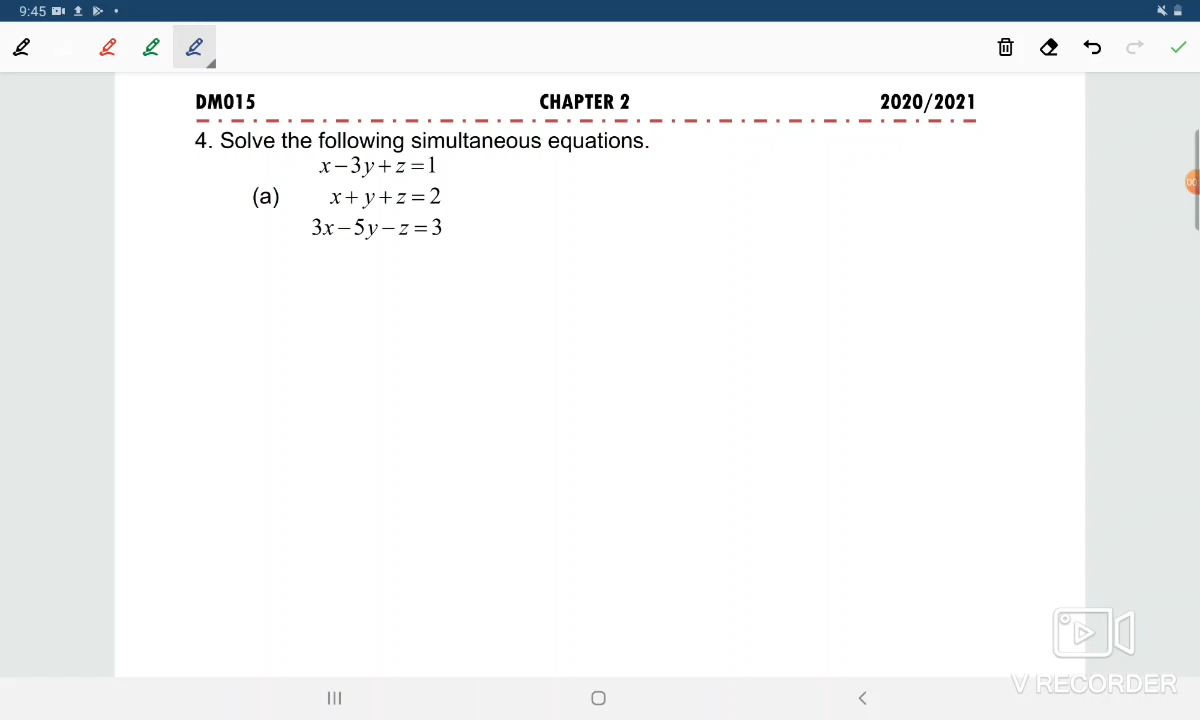 9:45
DM015 CHAPTER 2 2020/2021
4. Solve the following simultaneous equations.
x − 3y + z = 1
(a) x + y + z = 2
3x − 5y − z = 3
00
V RECORDER